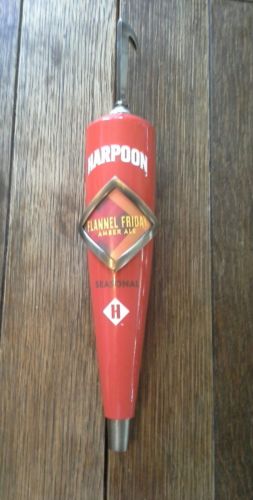 HARPOON
FLANNEL FRIDAY
AMBER ALE
SEASONAL
H